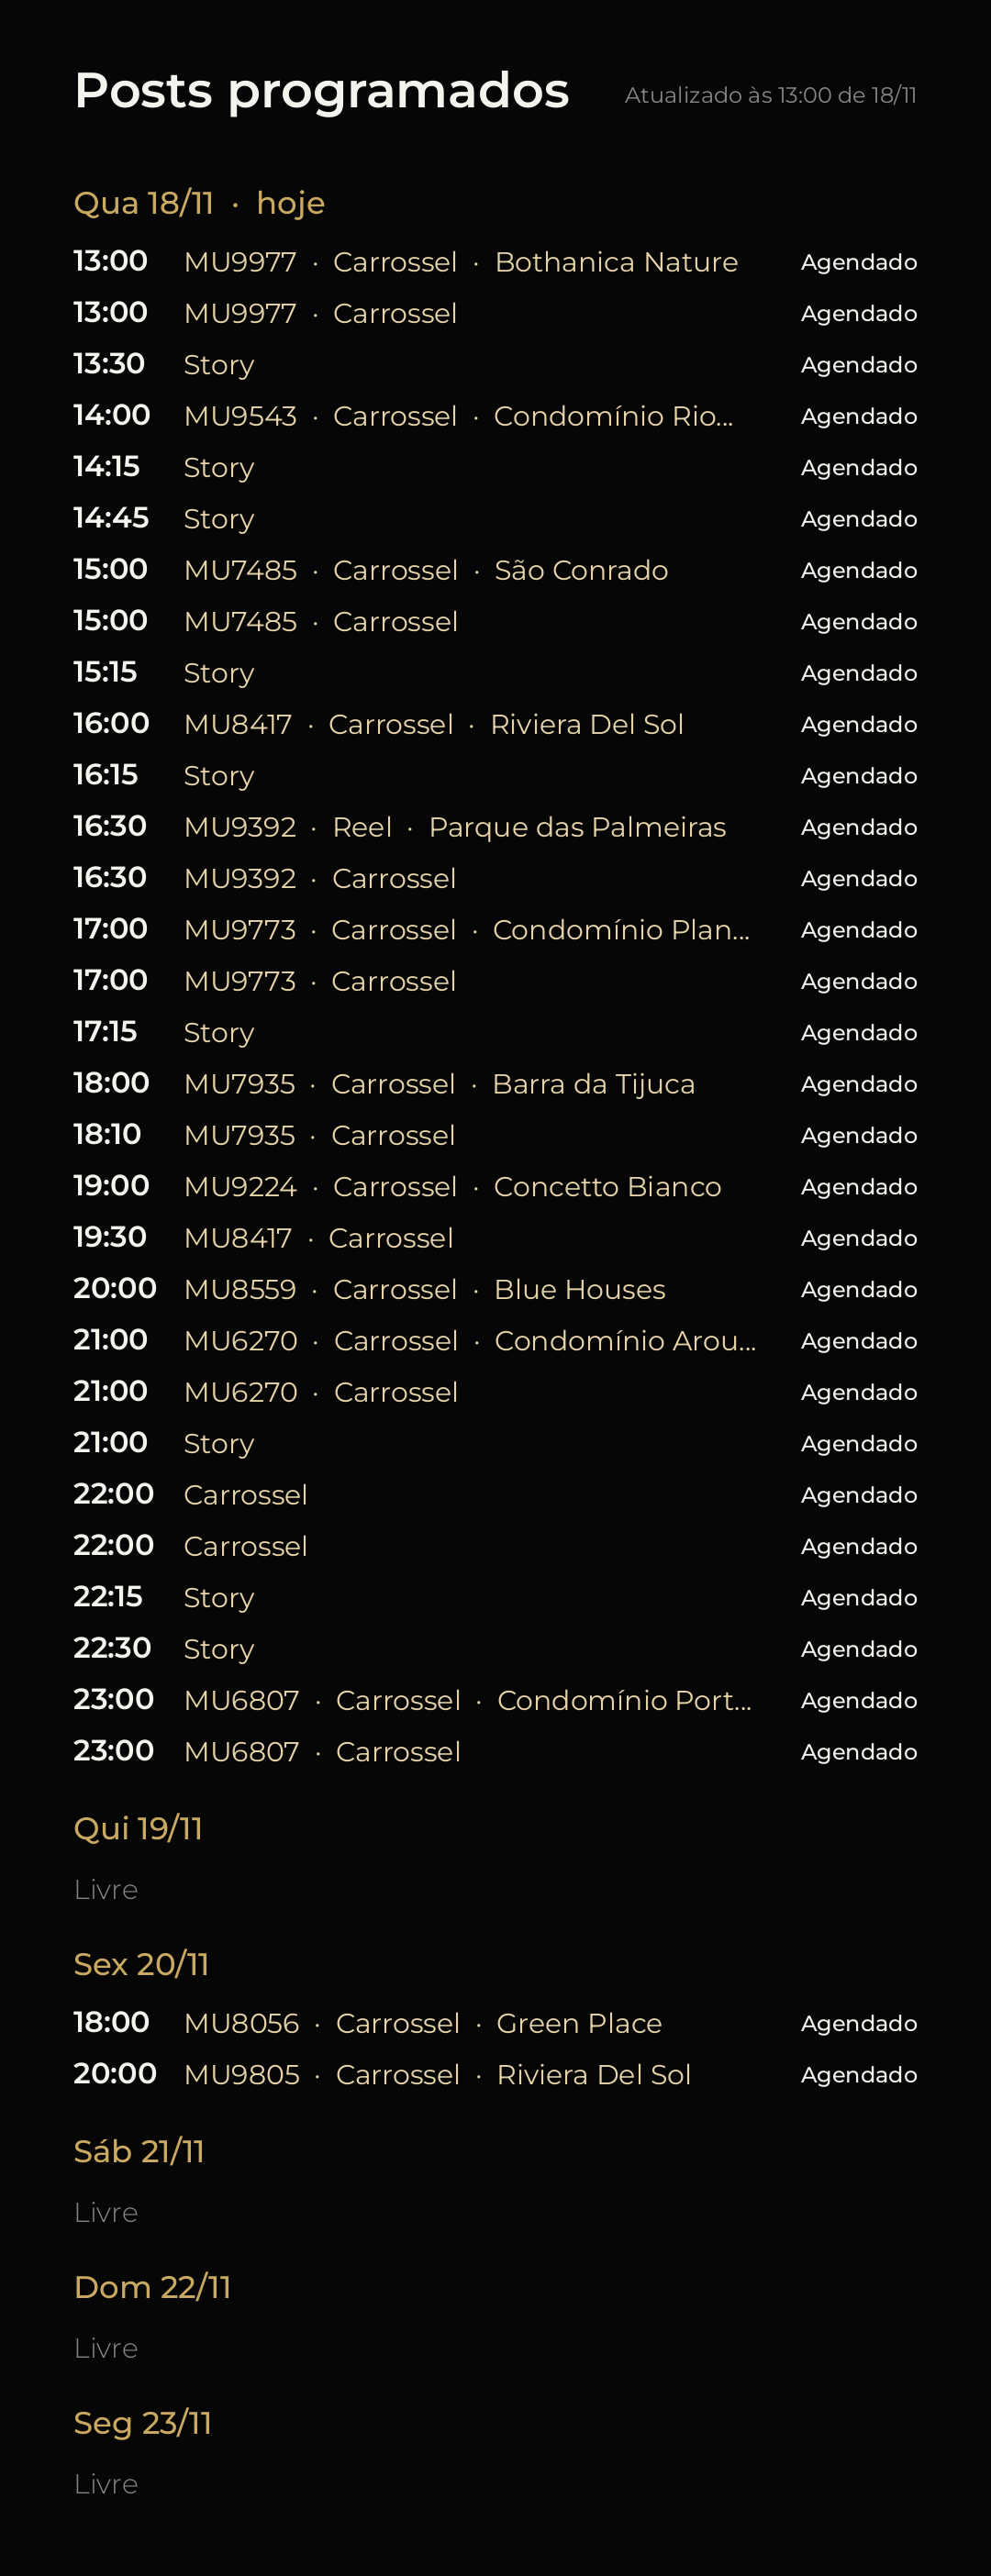 Posts programados Atualizado às 13:00 de 18/11
Qua 18/11 · hoje
13:00 MU9977 · Carrossel · Bothanica Nature Agendado
13:00 MU9977 · Carrossel Agendado
13:30 Story Agendado
14:00 MU9543 · Carrossel · Condomínio Rio... Agendado
14:15 Story Agendado
14:45 Story Agendado
15:00 MU7485 · Carrossel · São Conrado Agendado
15:00 MU7485 · Carrossel Agendado
15:15 Story Agendado
16:00 MU8417 · Carrossel · Riviera Del Sol Agendado
16:15 Story Agendado
16:30 MU9392 · Reel · Parque das Palmeiras Agendado
16:30 MU9392 · Carrossel Agendado
17:00 MU9773 · Carrossel · Condomínio Plan... Agendado
17:00 MU9773 · Carrossel Agendado
17:15 Story Agendado
18:00 MU7935 · Carrossel · Barra da Tijuca Agendado
18:10 MU7935 · Carrossel Agendado
19:00 MU9224 · Carrossel · Concetto Bianco Agendado
19:30 MU8417 · Carrossel Agendado
20:00 MU8559 · Carrossel · Blue Houses Agendado
21:00 MU6270 · Carrossel · Condomínio Arou... Agendado
21:00 MU6270 · Carrossel Agendado
21:00 Story Agendado
22:00 Carrossel Agendado
22:00 Carrossel Agendado
22:15 Story Agendado
22:30 Story Agendado
23:00 MU6807 · Carrossel · Condomínio Port... Agendado
23:00 MU6807 · Carrossel Agendado
Qui 19/11
Livre
Sex 20/11
18:00 MU8056 · Carrossel · Green Place Agendado
20:00 MU9805 · Carrossel · Riviera Del Sol Agendado
Sáb 21/11
Livre
Dom 22/11
Livre
Seg 23/11
Livre